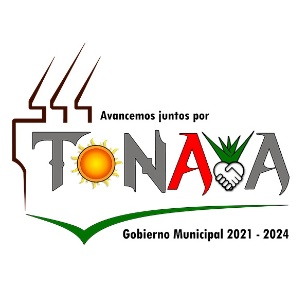 Avancemos juntos por
TONAYA
Gobierno Municipal 2021 - 2024